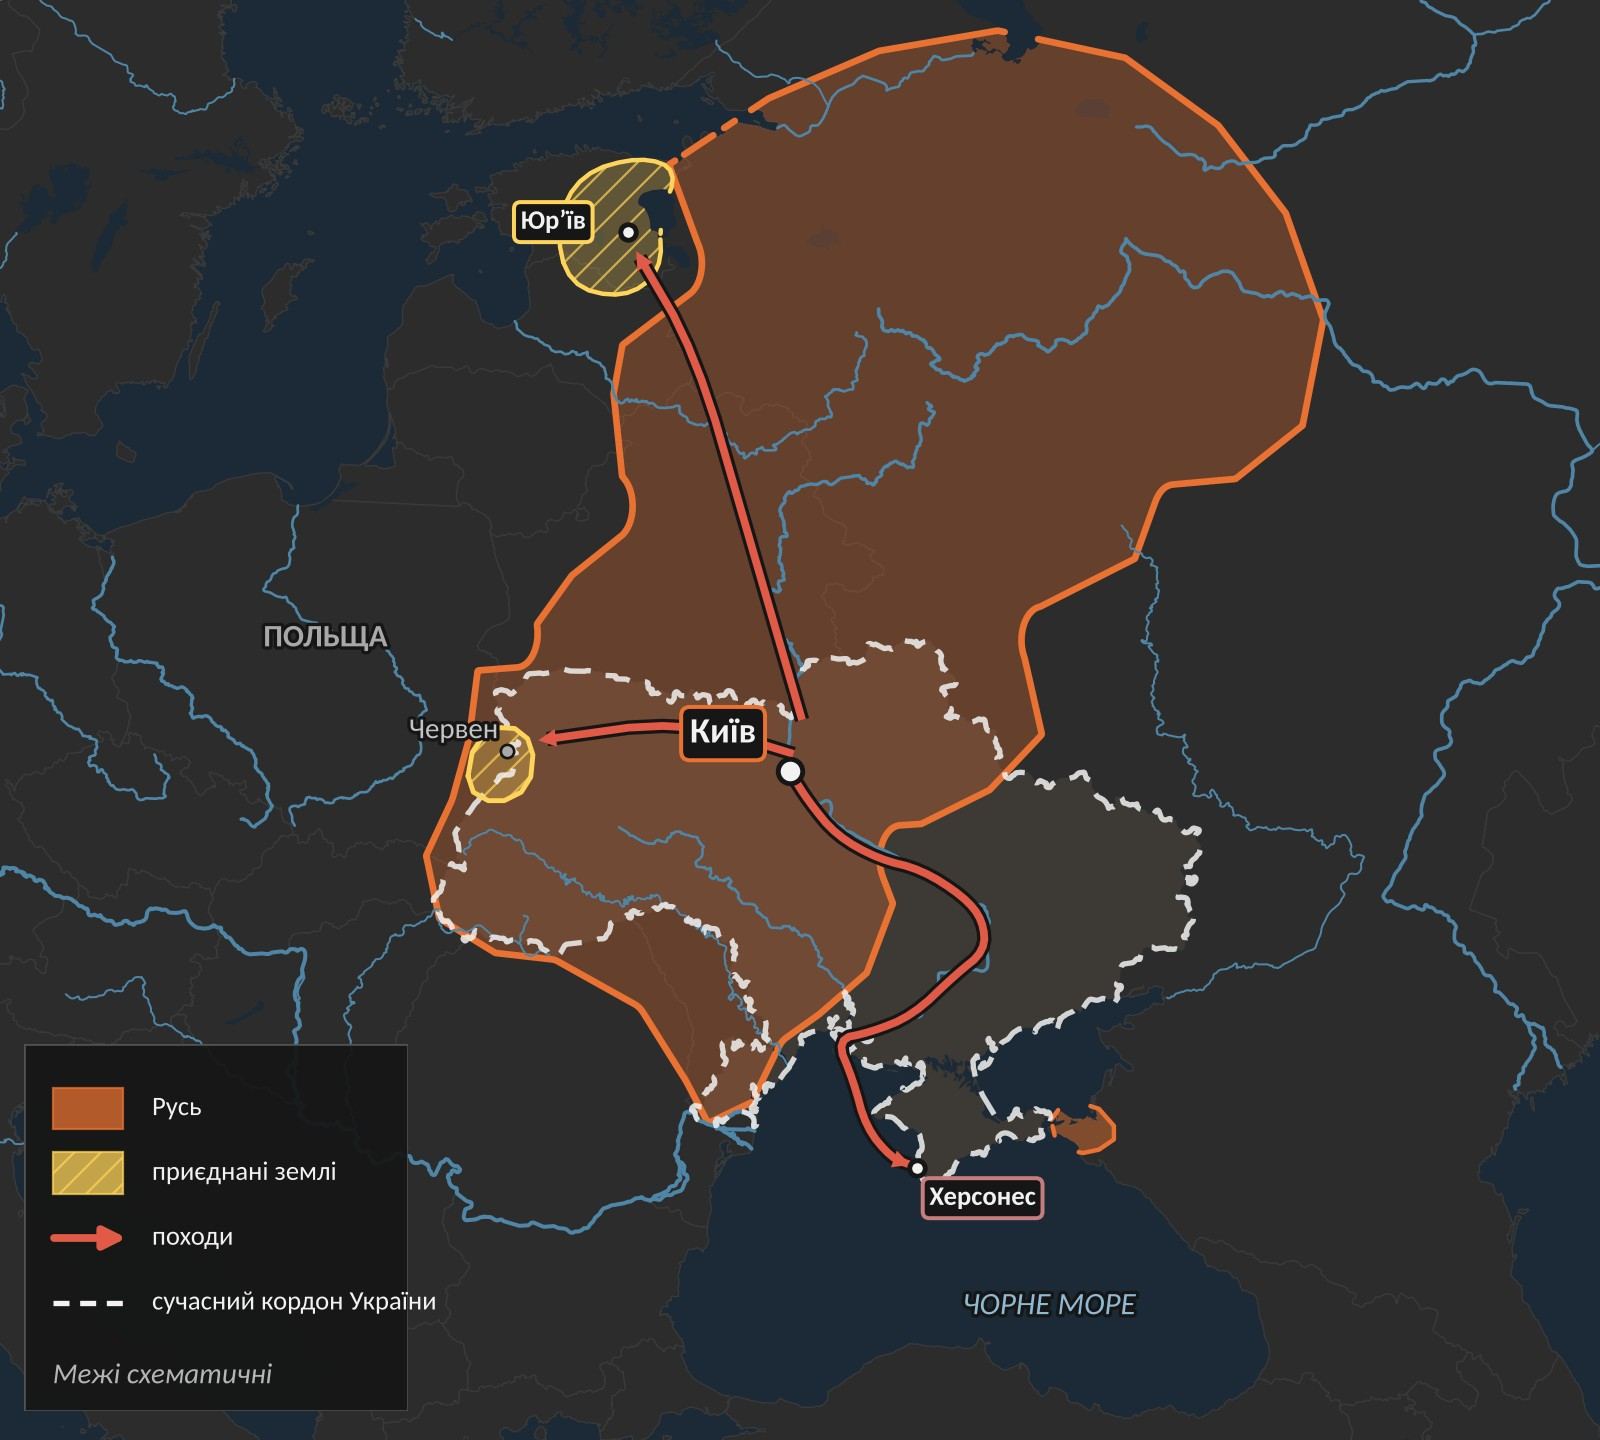 Юр’їв
ПОЛЬЩА
Червен
Київ
Херсонес
ЧОРНЕ МОРЕ
Русь
приєднані землі
походи
сучасний кордон України
Межі схематичні